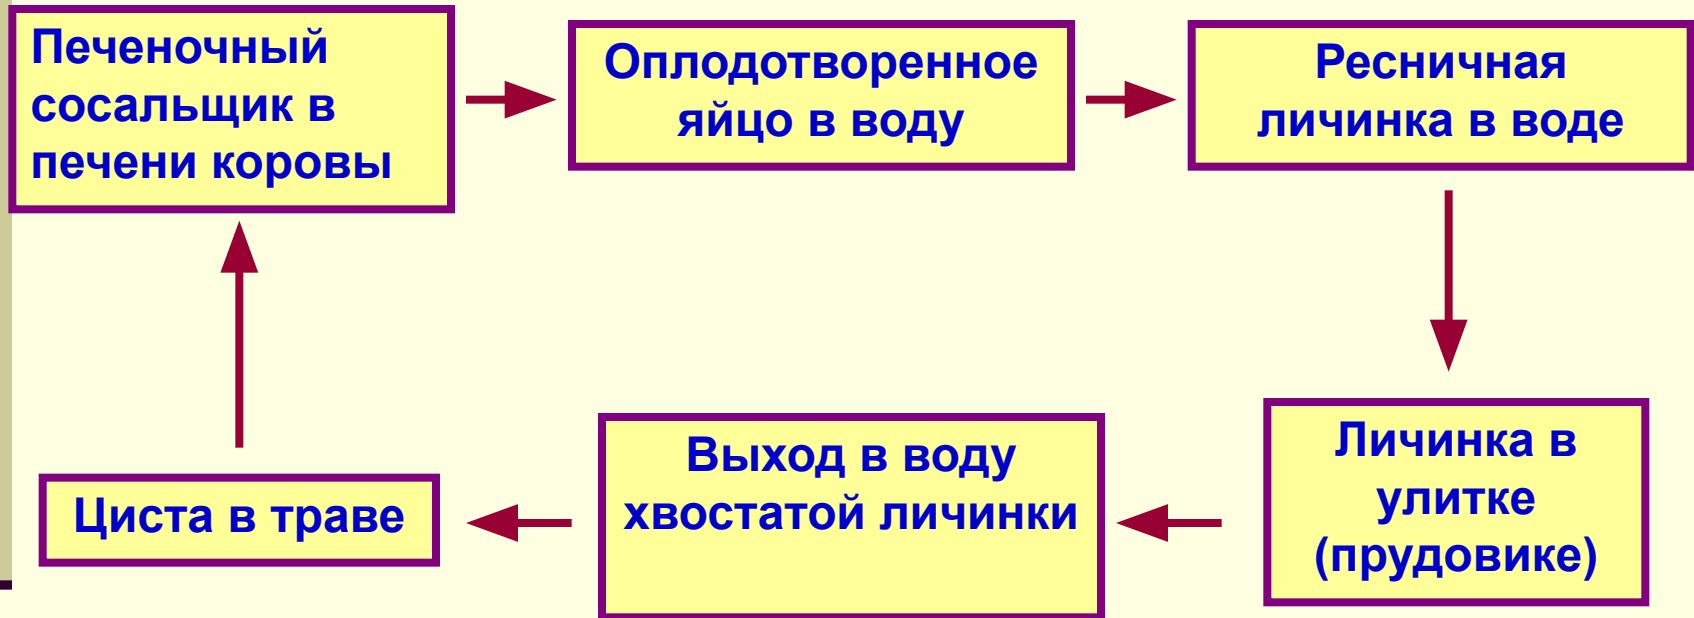 Печеночный
сосальщик в
печени коровы
Оплодотворенное
яйцо в воду
Ресничная
личинка в воде
Личинка в
улитке
(прудовике)
Выход в воду
хвостатой личинки
Циста в траве